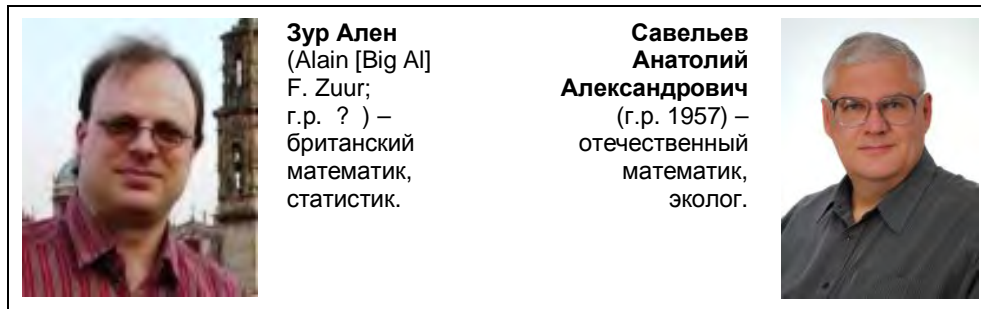 Зур Ален
(Alain [Big Al]
F. Zuur;
г.р. ? ) –
британский
математик,
статистик.
Савельев
Анатолий
Александрович
(г.р. 1957) –
отечественный
математик,
эколог.